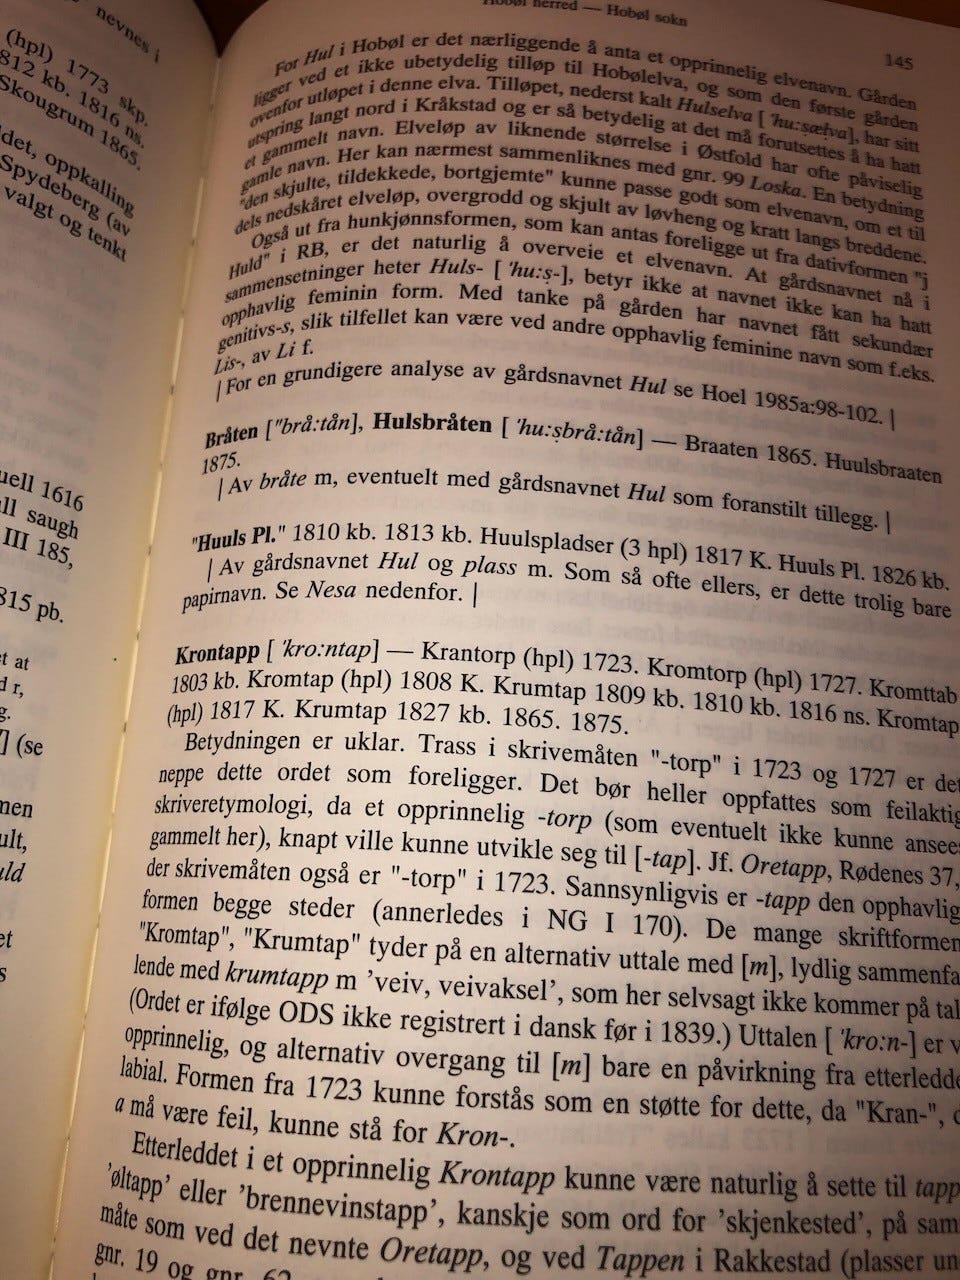 nevnes i
(hpl) 1773 skp.
812 kb. 1816 ns.
Skougrum 1865.
det, oppkalling
Spydeberg (av
valgt og tenkt
uell 1616
ll saugh
III 185,
815 pb.
t at
d r,
g.
(se
men
ult,
uld
et
s
Hobøl herred — Hobøl sokn
145
For Hul i Hobøl er det nærliggende å anta et opprinnelig elvenavn. Gården
ligger ved et ikke ubetydelig tilløp til Hobølelva, og som den første gården
ovenfor utløpet i denne elva. Tilløpet, nederst kalt Hulselva [ 'hu:ṣæfva], har sitt
utspring langt nord i Kråkstad og er så betydelig at det må forutsettes å ha hatt
et gammelt navn. Elveløp av liknende størrelse i Østfold har ofte påviselig
gamle navn. Her kan nærmest sammenliknes med gnr. 99 Loska. En betydning
"den skjulte, tildekkede, bortgjemte" kunne passe godt som elvenavn, om et til
dels nedskåret elveløp, overgrodd og skjult av løvheng og kratt langs breddene.
Også ut fra hunkjønnsformen, som kan antas foreligge ut fra dativformen "j
Huld" i RB, er det naturlig å overveie et elvenavn. At gårdsnavnet nå i
sammensetninger heter Huls- [ 'hu:ṣ-], betyr ikke at navnet ikke kan ha hatt
opphavlig feminin form. Med tanke på gården har navnet fått sekundær
genitivs-s, slik tilfellet kan være ved andre opphavlig feminine navn som f.eks.
Lis-, av Li f.
| For en grundigere analyse av gårdsnavnet Hul se Hoel 1985a:98-102. |
Bråten ["brå:tån], Hulsbråten [ 'hu:ṣbrå:tån] — Braaten 1865. Huulsbraaten
1875.
| Av bråte m, eventuelt med gårdsnavnet Hul som foranstilt tillegg. |
"Huuls Pl." 1810 kb. 1813 kb. Huulspladser (3 hpl) 1817 K. Huuls Pl. 1826 kb.
| Av gårdsnavnet Hul og plass m. Som så ofte ellers, er dette trolig bare
papirnavn. Se Nesa nedenfor. |
Krontapp [ 'kro:ntap] — Krantorp (hpl) 1723. Kromtorp (hpl) 1727. Kromttab
1803 kb. Kromtap (hpl) 1808 K. Krumtap 1809 kb. 1810 kb. 1816 ns. Kromtap
(hpl) 1817 K. Krumtap 1827 kb. 1865. 1875.
Betydningen er uklar. Trass i skrivemåten "-torp" i 1723 og 1727 er det
neppe dette ordet som foreligger. Det bør heller oppfattes som feilaktig
skriveretymologi, da et opprinnelig -torp (som eventuelt ikke kunne ansees
gammelt her), knapt ville kunne utvikle seg til [-tap]. Jf. Oretapp, Rødenes 37,
der skrivemåten også er "-torp" i 1723. Sannsynligvis er -tapp den opphavlig
formen begge steder (annerledes i NG I 170). De mange skriftformen
"Kromtap", "Krumtap" tyder på en alternativ uttale med [m], lydlig sammenfa
lende med krumtapp m 'veiv, veivaksel', som her selvsagt ikke kommer på tal
(Ordet er ifølge ODS ikke registrert i dansk før i 1839.) Uttalen [ 'kro:n-] er v
opprinnelig, og alternativ overgang til [m] bare en påvirkning fra etterledde
labial. Formen fra 1723 kunne forstås som en støtte for dette, da "Kran-", d
a må være feil, kunne stå for Kron-.
Etterleddet i et opprinnelig Krontapp kunne være naturlig å sette til tapp
'øltapp' eller 'brennevinstapp', kanskje som ord for 'skjenkested', på sam
måte som ved det nevnte Oretapp, og ved Tappen i Rakkestad (plasser un
gnr. 19 og gnr. 62